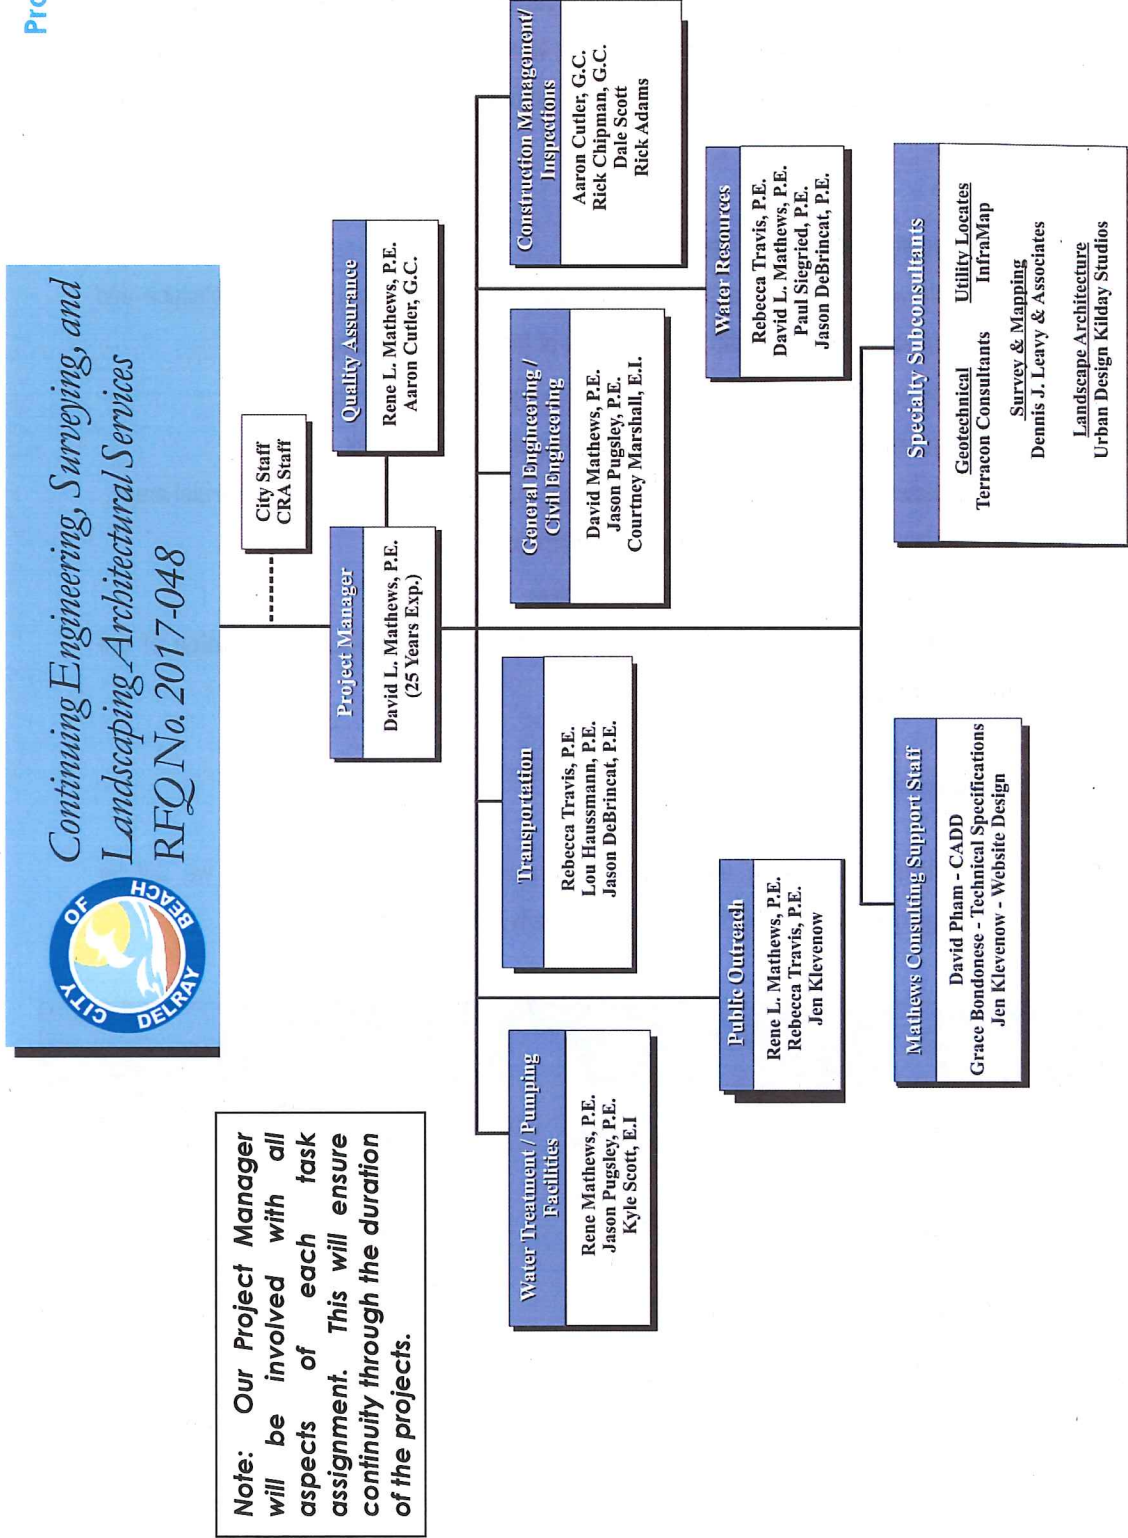 Pro
CITY OF
DELRAY BEACH
Continuing Engineering, Surveying, and
Landscaping Architectural Services
RFQ No. 2017-048
City Staff
CRA Staff
Note: Our Project Manager
will be involved with all
aspects of each task
assignment. This will ensure
continuity through the duration
of the projects.
Project Manager
David L. Mathews, P.E.
(25 Years Exp.)
Quality Assurance
Rene L. Mathews, P.E.
Aaron Cutler, G.C.
Water Treatment / Pumping
Facilities
Rene Mathews, P.E.
Jason Pugsley, P.E.
Kyle Scott, E.I
Transportation
Rebecca Travis, P.E.
Lou Haussmann, P.E.
Jason DeBrincat, P.E.
General Engineering /
Civil Engineering
David Mathews, P.E.
Jason Pugsley, P.E.
Courtney Marshall, E.I.
Construction Management/
Inspections
Aaron Cutler, G.C.
Rick Chipman, G.C.
Dale Scott
Rick Adams
Public Outreach
Rene L. Mathews, P.E.
Rebecca Travis, P.E.
Jen Klevenow
Water Resources
Rebecca Travis, P.E.
David L. Mathews, P.E.
Paul Siegried, P.E.
Jason DeBrincat, P.E.
Mathews Consulting Support Staff
David Pham - CADD
Grace Bondonese - Technical Specifications
Jen Klevenow - Website Design
Specialty Subconsultants
Geotechnical
Terracon Consultants
Utility Locates
InfraMap
Survey & Mapping
Dennis J. Leavy & Associates
Landscape Architecture
Urban Design Kilday Studios